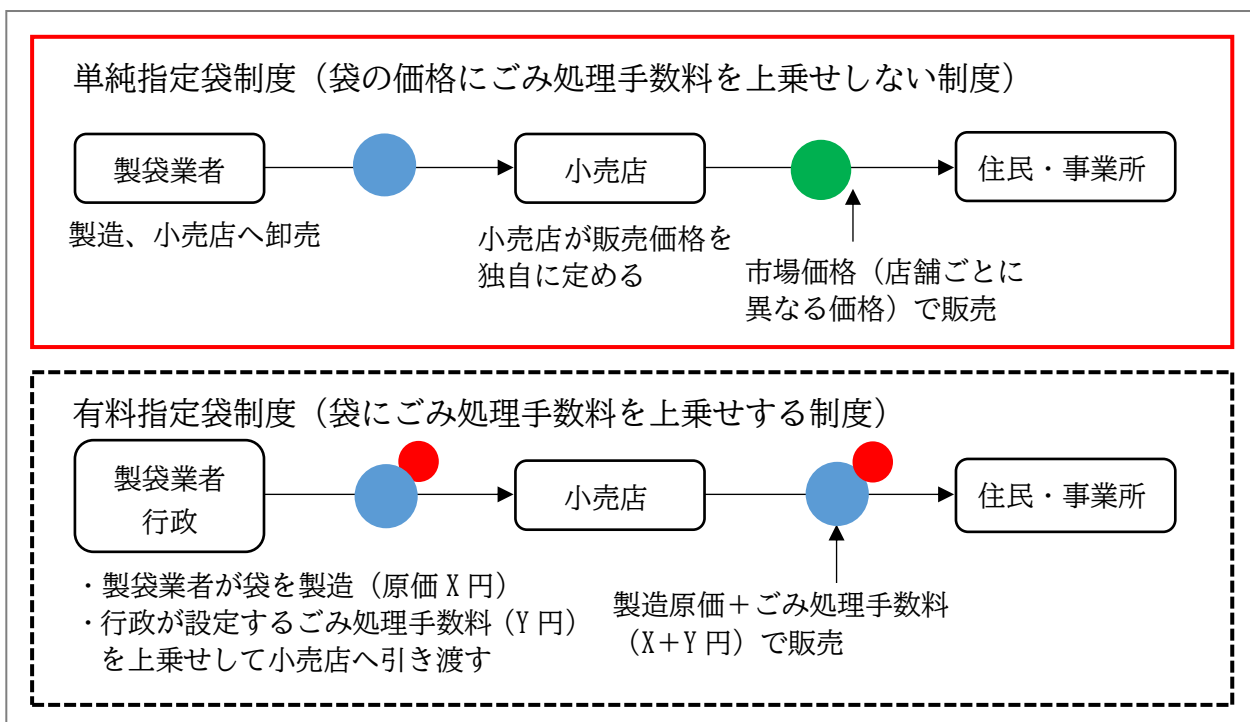 単純指定袋制度（袋の価格にごみ処理手数料を上乗せしない制度）
製袋業者
小売店
住民・事業所
製造、小売店へ卸売
小売店が販売価格を
独自に定める
市場価格（店舗ごとに
異なる価格）で販売
有料指定袋制度（袋にごみ処理手数料を上乗せする制度）
製袋業者
行政
小売店
住民・事業所
・製袋業者が袋を製造（原価 X 円）
・行政が設定するごみ処理手数料（Y 円）
を上乗せして小売店へ引き渡す
製造原価＋ごみ処理手数料
（X＋Y 円）で販売